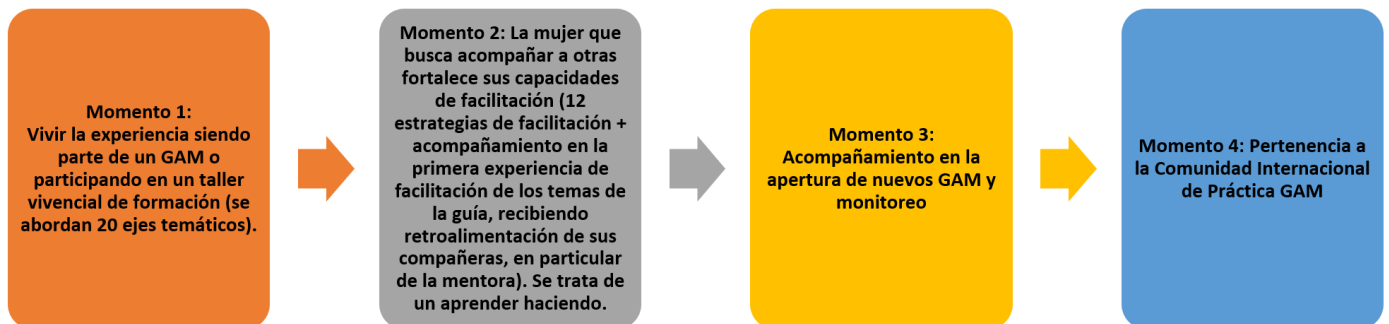 Momento 1:
Vivir la experiencia siendo
parte de un GAM o
participando en un taller
vivencial de formación (se
abordan 20 ejes temáticos).
Momento 2: La mujer que
busca acompañar a otras
fortalece sus capacidades
de facilitación (12
estrategias de facilitación +
acompañamiento en la
primera experiencia de
facilitación de los temas de
la guía, recibiendo
retroalimentación de sus
compañeras, en particular
de la mentora). Se trata de
un aprender haciendo.
Momento 3:
Acompañamiento en la
apertura de nuevos GAM y
monitoreo
Momento 4: Pertenencia a
la Comunidad Internacional
de Práctica GAM